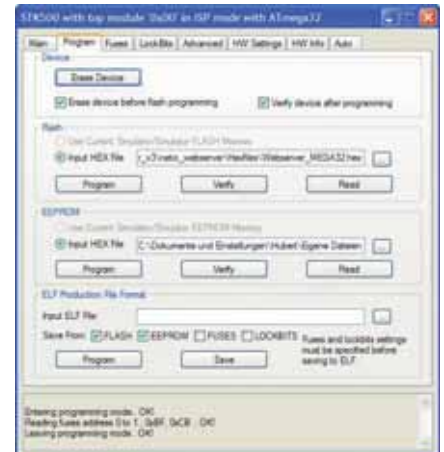 STK500 with top module '0x00' in ISP mode with ATmega32
Main Program Fuses LockBits Advanced HW Settings HW Info Auto
Device
Erase Device
Erase device before flash programming Verify device after programming
Flash
Use Current Simulator/Emulator FLASH Memory
Input HEX File _webserver\Hexfiles\Webserver_MEGA32.hex ...
Program Verify Read
EEPROM
Use Current Simulator/Emulator EEPROM Memory
Input HEX File C:\Dokumente und Einstellungen\Hubert\Eigene Dateien ...
Program Verify Read
ELF Production File Format
Input ELF File: ...
Save From: FLASH EEPROM FUSES LOCKBITS Fuses and lockbits settings
must be specified before
saving to ELF
Program Save
Entering programming mode.. OK!
Reading fuses address 0 to 1.. 0xBF, 0xCB .. OK!
Leaving programming mode.. OK!